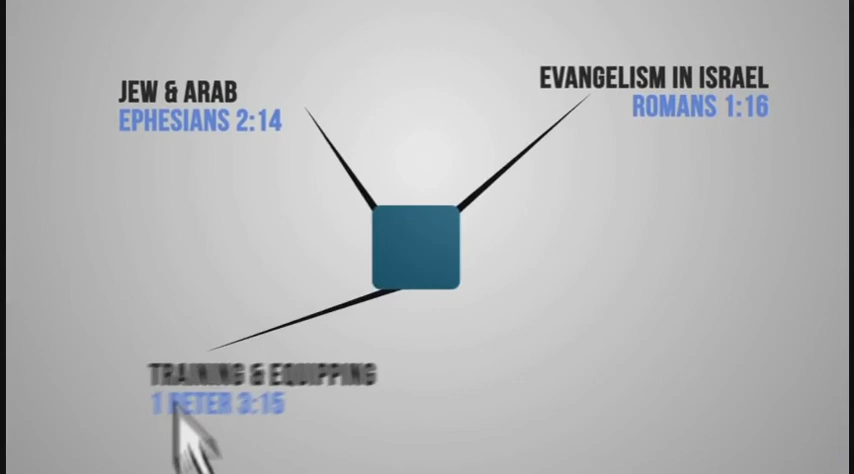 JEW & ARAB
EPHESIANS 2:14
EVANGELISM IN ISRAEL
ROMANS 1:16
TRAINING & EQUIPPING
1 PETER 3:15